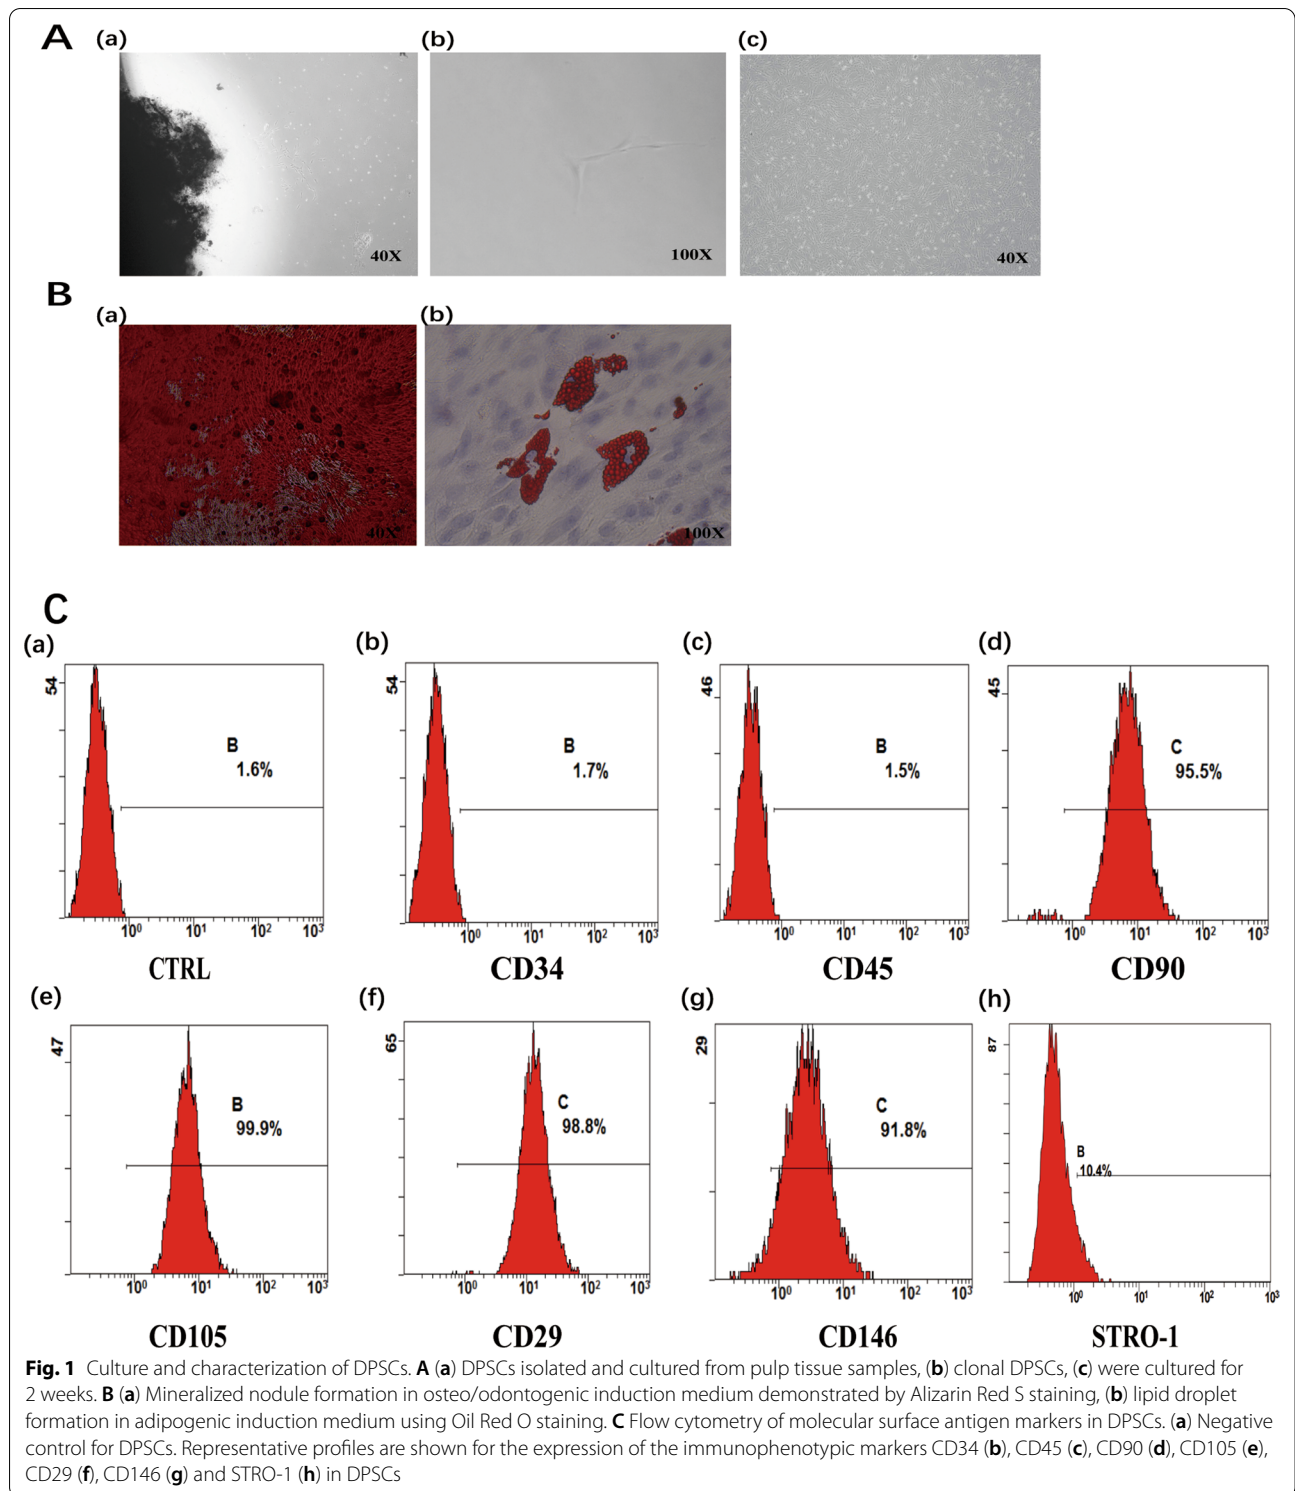 A
(a)
(b)
(c)
40X
100X
40X
B
(a)
(b)
40X
100X
C
(a)
(b)
(c)
(d)
54
B
1.6%
10⁰ 10¹ 10² 10³
CTRL
54
B
1.7%
10⁰ 10¹ 10² 10³
CD34
46
B
1.5%
10⁰ 10¹ 10² 10³
CD45
45
C
95.5%
10⁰ 10¹ 10² 10³
CD90
(e)
(f)
(g)
(h)
47
B
99.9%
10⁰ 10¹ 10² 10³
CD105
65
C
98.8%
10⁰ 10¹ 10² 10³
CD29
29
C
91.8%
10⁰ 10¹ 10² 10³
CD146
87
B
10.4%
10⁰ 10¹ 10² 10³
STRO-1
Fig. 1 Culture and characterization of DPSCs. A (a) DPSCs isolated and cultured from pulp tissue samples, (b) clonal DPSCs, (c) were cultured for
2 weeks. B (a) Mineralized nodule formation in osteo/odontogenic induction medium demonstrated by Alizarin Red S staining, (b) lipid droplet
formation in adipogenic induction medium using Oil Red O staining. C Flow cytometry of molecular surface antigen markers in DPSCs. (a) Negative
control for DPSCs. Representative profiles are shown for the expression of the immunophenotypic markers CD34 (b), CD45 (c), CD90 (d), CD105 (e),
CD29 (f), CD146 (g) and STRO-1 (h) in DPSCs